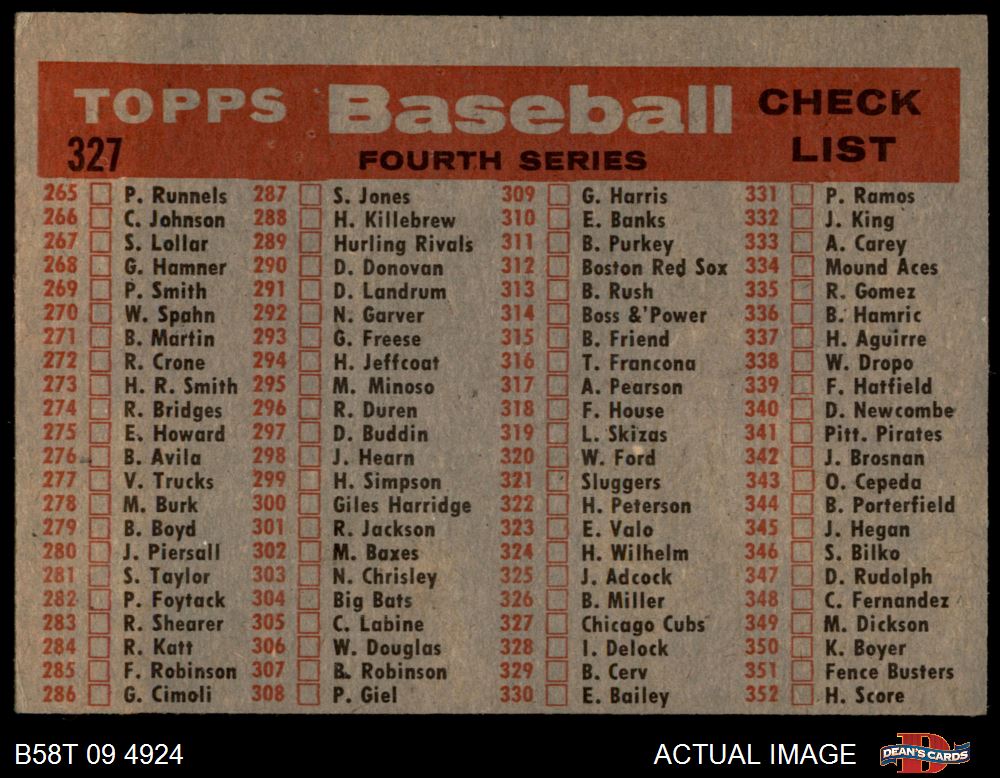 TOPPS Baseball CHECK LIST
327 FOURTH SERIES
265 P. Runnels
266 C. Johnson
267 S. Lollar
268 G. Hamner
269 P. Smith
270 W. Spahn
271 B. Martin
272 R. Crone
273 H. R. Smith
274 R. Bridges
275 E. Howard
276 B. Avila
277 V. Trucks
278 M. Burk
279 B. Boyd
280 J. Piersall
281 S. Taylor
282 P. Foytack
283 R. Shearer
284 R. Katt
285 F. Robinson
286 G. Cimoli
287 S. Jones
288 H. Killebrew
289 Hurling Rivals
290 D. Donovan
291 D. Landrum
292 N. Garver
293 G. Freese
294 H. Jeffcoat
295 M. Minoso
296 R. Duren
297 D. Buddin
298 J. Hearn
299 H. Simpson
300 Giles Harridge
301 R. Jackson
302 M. Baxes
303 N. Chrisley
304 Big Bats
305 C. Labine
306 W. Douglas
307 B. Robinson
308 P. Giel
309 G. Harris
310 E. Banks
311 B. Purkey
312 Boston Red Sox
313 B. Rush
314 Boss &'Power
315 B. Friend
316 T. Francona
317 A. Pearson
318 F. House
319 L. Skizas
320 W. Ford
321 Sluggers
322 H. Peterson
323 E. Valo
324 H. Wilhelm
325 J. Adcock
326 B. Miller
327 Chicago Cubs
328 I. Delock
329 B. Cerv
330 E. Bailey
331 P. Ramos
332 J. King
333 A. Carey
334 Mound Aces
335 R. Gomez
336 B. Hamric
337 H. Aguirre
338 W. Dropo
339 F. Hatfield
340 D. Newcombe
341 Pitt. Pirates
342 J. Brosnan
343 O. Cepeda
344 B. Porterfield
345 J. Hegan
346 S. Bilko
347 D. Rudolph
348 C. Fernandez
349 M. Dickson
350 K. Boyer
351 Fence Busters
352 H. Score
B58T 09 4924
ACTUAL IMAGE
D
DEAN'S CARDS